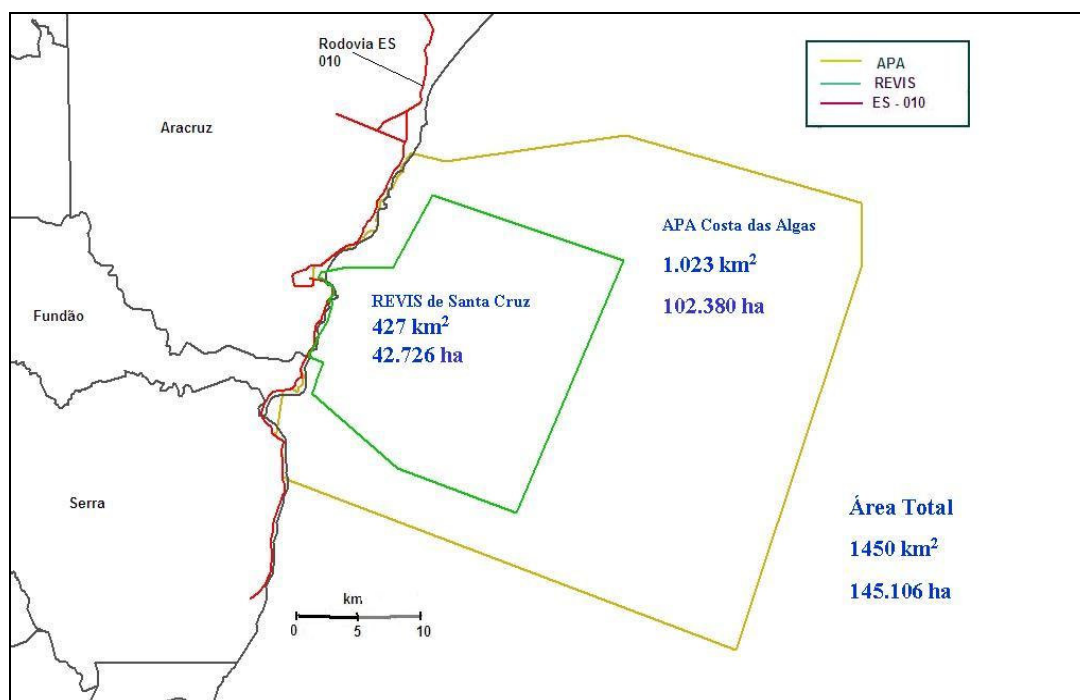 Rodovia ES
010
APA
REVIS
ES - 010
Aracruz
APA Costa das Algas
1.023 km²
102.380 ha
REVIS de Santa Cruz
427 km²
42.726 ha
Fundão
Serra
Área Total
1450 km²
145.106 ha
km
0 5 10